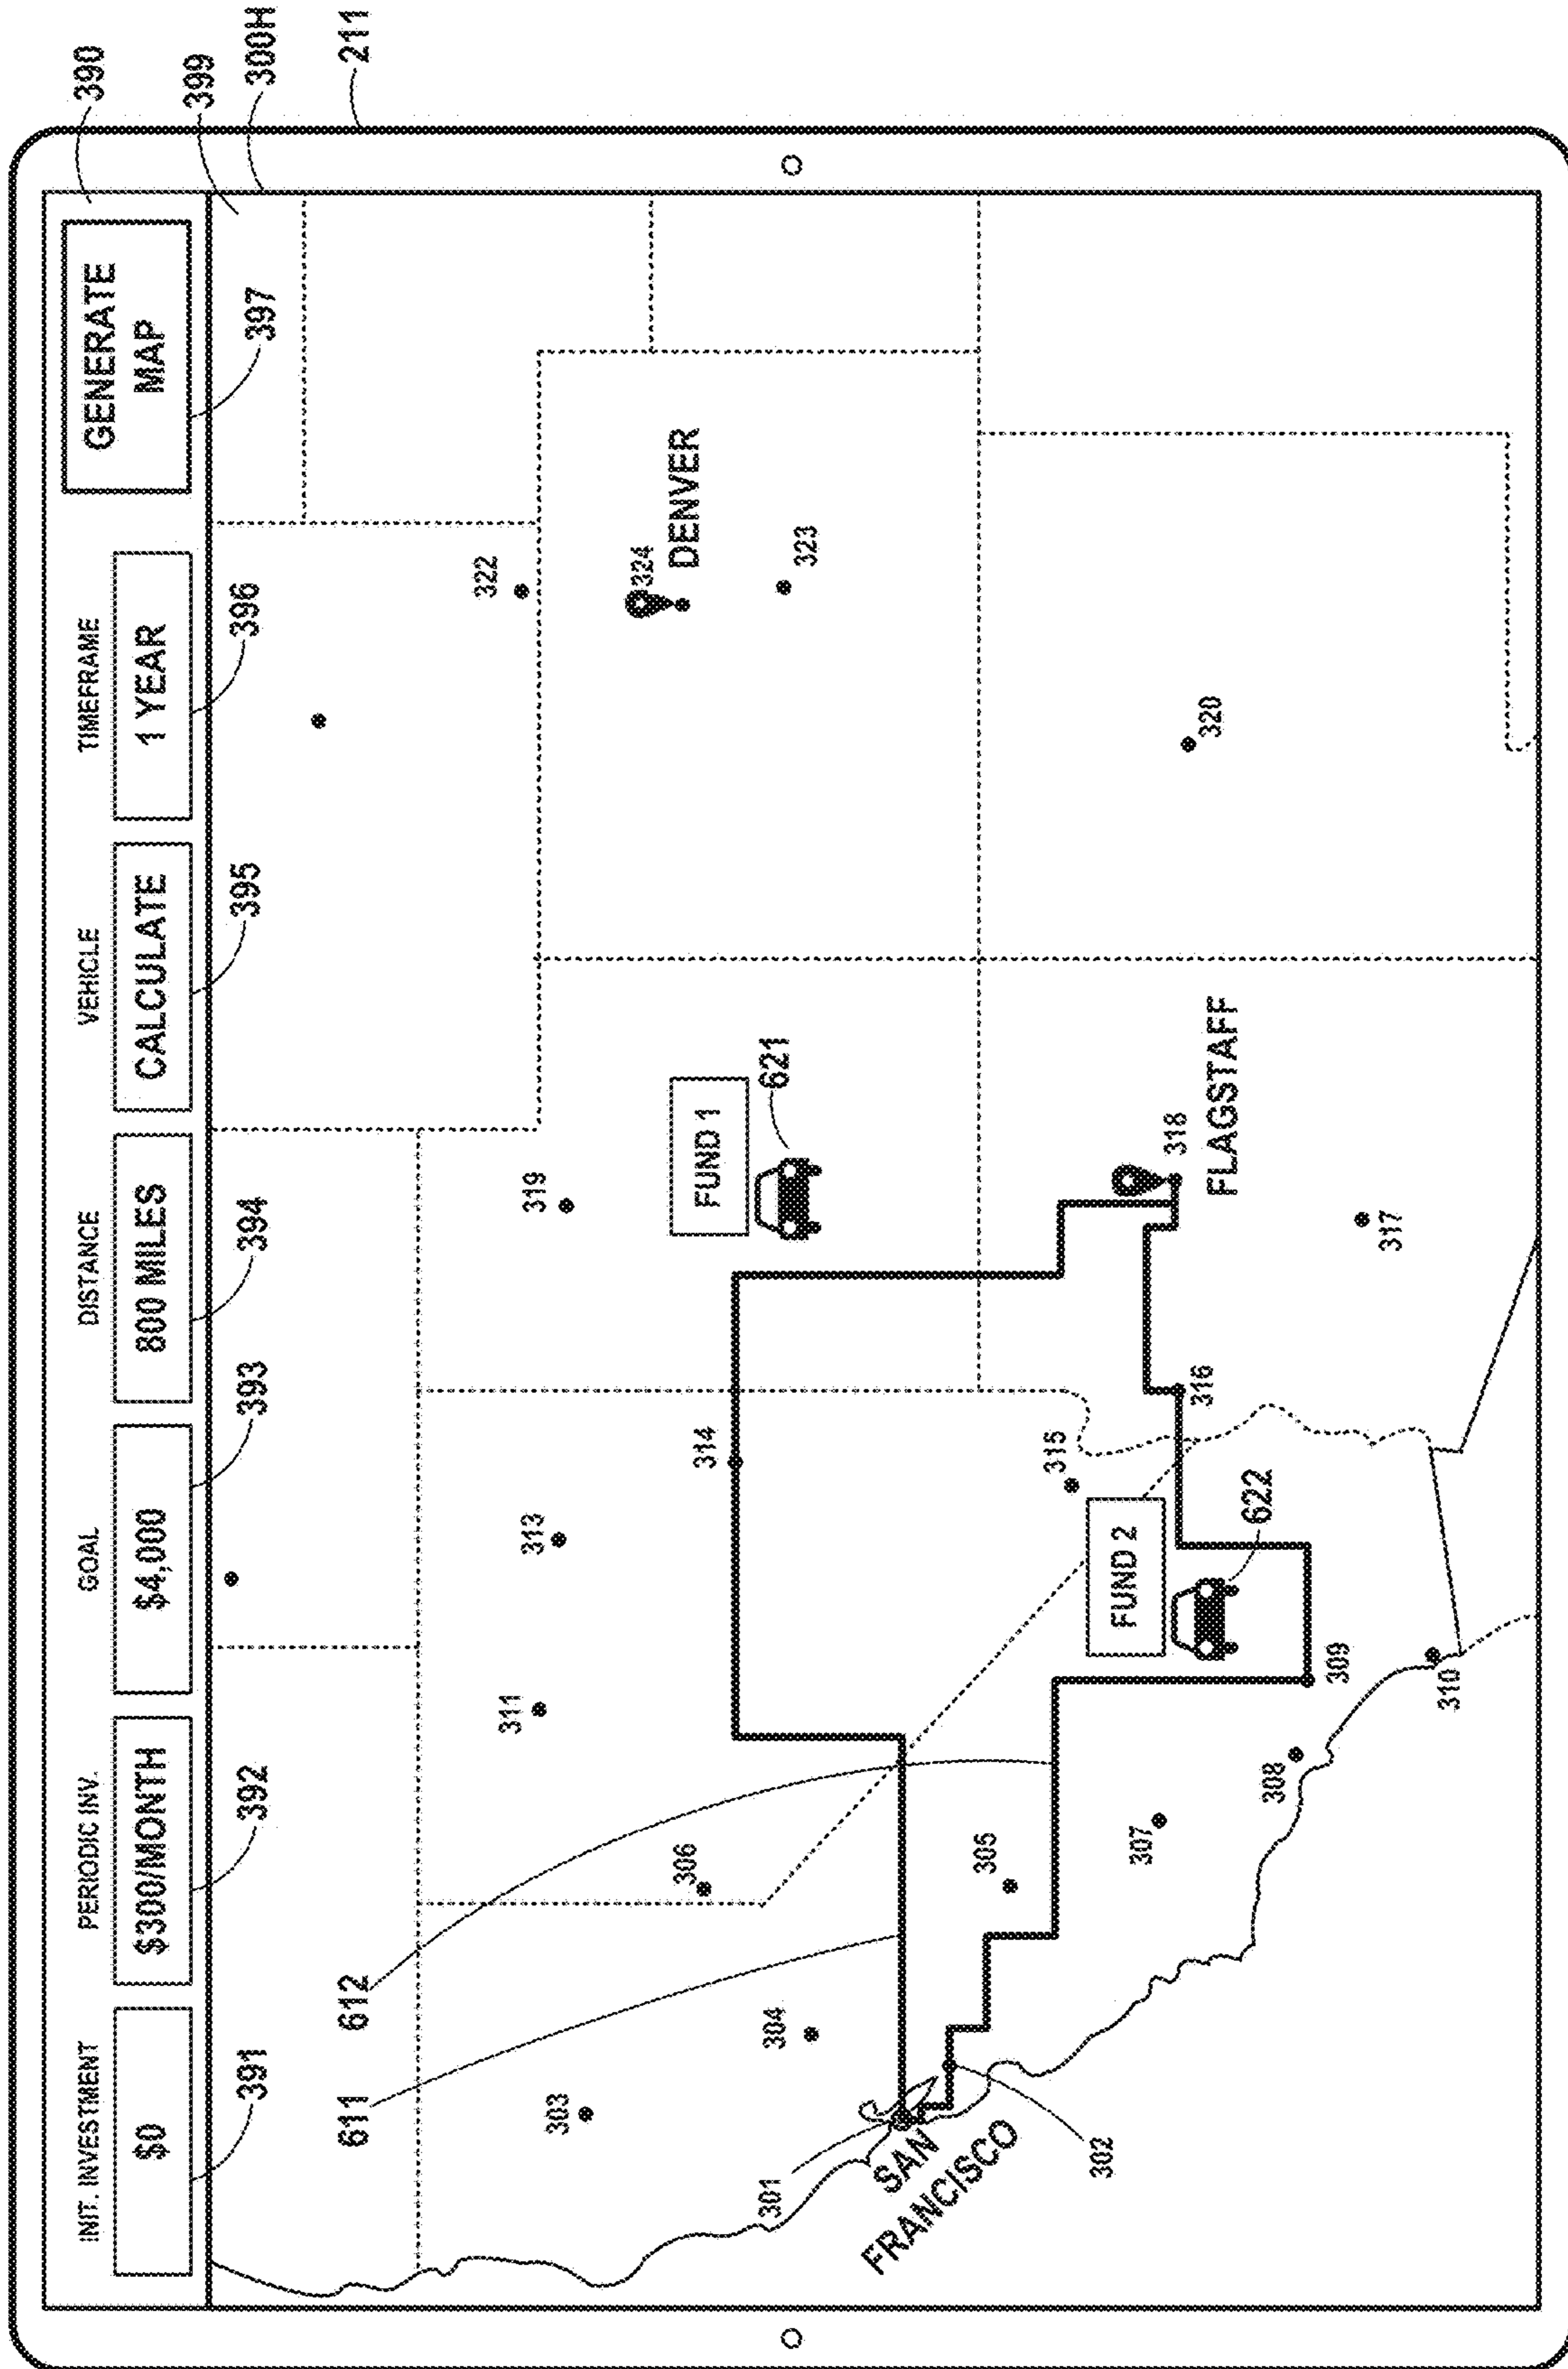 390
399
300H
211
INIT. INVESTMENT
$0
391
PERIODIC INV.
$300/MONTH
392
GOAL
$4,000
393
DISTANCE
800 MILES
394
VEHICLE
CALCULATE
395
TIMEFRAME
1 YEAR
396
GENERATE
MAP
397
611
612
303
304
306
311
313
314
319
322
324
DENVER
323
FUND 1
621
301
SAN
FRANCISCO
302
305
307
308
309
310
FUND 2
622
315
316
317
318
FLAGSTAFF
320